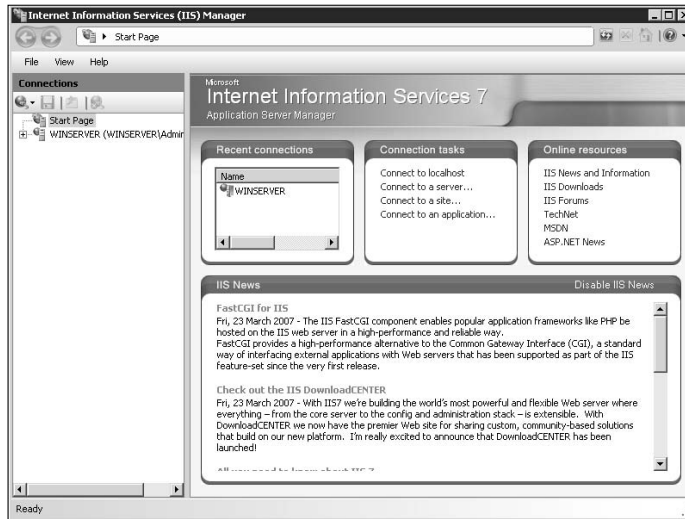 Internet Information Services (IIS) Manager
Start Page
File View Help
Connections
Start Page
WINSERVER (WINSERVER\Admir
Microsoft
Internet Information Services 7
Application Server Manager
Recent connections
Name
WINSERVER
Connection tasks
Connect to localhost
Connect to a server...
Connect to a site...
Connect to an application...
Online resources
IIS News and Information
IIS Downloads
IIS Forums
TechNet
MSDN
ASP.NET News
IIS News
Disable IIS News
FastCGI for IIS
Fri, 23 March 2007 - The IIS FastCGI component enables popular application frameworks like PHP be
hosted on the IIS web server in a high-performance and reliable way.
FastCGI provides a high-performance alternative to the Common Gateway Interface (CGI), a standard
way of interfacing external applications with Web servers that has been supported as part of the IIS
feature-set since the very first release.
Check out the IIS DownloadCENTER
Fri, 23 March 2007 - With IIS7 we're building the world's most powerful and flexible Web server where
everything – from the core server to the config and administration stack – is extensible. With
DownloadCENTER we now have the premier Web site for sharing custom, community-based solutions
that build on our new platform. I'm really excited to announce that DownloadCENTER has been
launched!
All you need to know about IIS 7
Ready